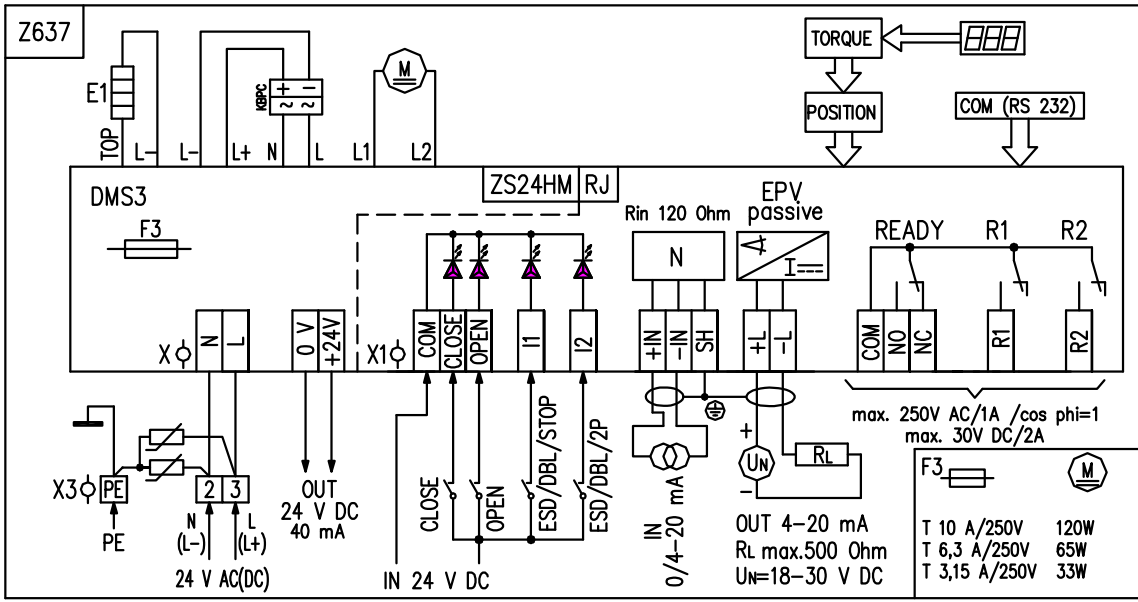 Z637
TORQUE
POSITION
COM (RS 232)
E1
KBPC
+ −
~ ~
M
TOP
L−
L−
L+
N
L
L1
L2
DMS3
ZS24HM
RJ
F3
Rin 120 Ohm
N
EPV
passive
I
READY
R1
R2
X
N
L
0 V
+24V
X1
COM
CLOSE
OPEN
I1
I2
+IN
−IN
SH
+L
−L
COM
NO
NC
R1
R2
max. 250V AC/1A /cos phi=1
max. 30V DC/2A
X3
PE
2
3
PE
N
(L−)
L
(L+)
24 V AC(DC)
OUT
24 V DC
40 mA
CLOSE
OPEN
ESD/DBL/STOP
ESD/DBL/2P
IN 24 V DC
IN
0/4−20 mA
+
UN
−
RL
OUT 4−20 mA
RL max.500 Ohm
UN=18−30 V DC
F3
M
T 10 A/250V 120W
T 6,3 A/250V 65W
T 3,15 A/250V 33W